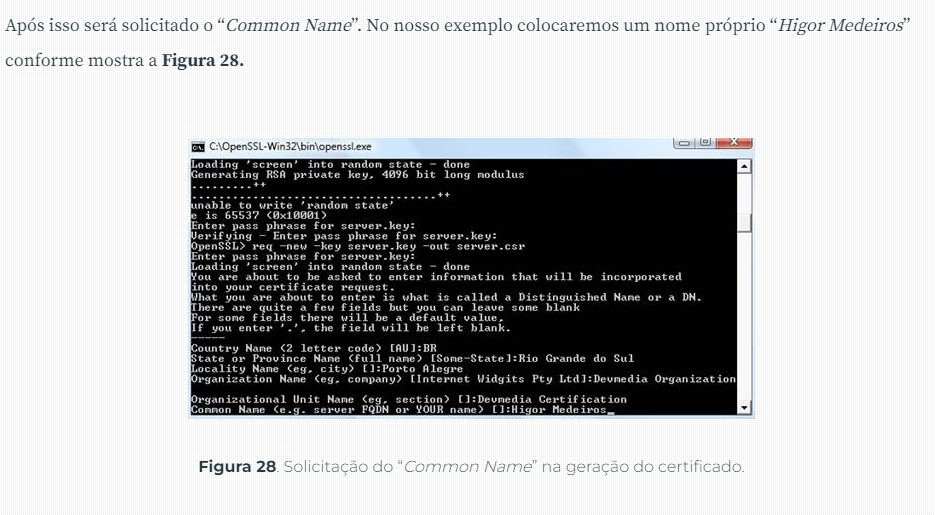 Após isso será solicitado o “Common Name”. No nosso exemplo colocaremos um nome próprio “Higor Medeiros”
conforme mostra a Figura 28.
C:\OpenSSL-Win32\bin\openssl.exe
Loading 'screen' into random state - done
Generating RSA private key, 4096 bit long modulus
.........++
....................................++
unable to write 'random state'
e is 65537 (0x10001)
Enter pass phrase for server.key:
Verifying - Enter pass phrase for server.key:
OpenSSL> req -new -key server.key -out server.csr
Enter pass phrase for server.key:
Loading 'screen' into random state - done
You are about to be asked to enter information that will be incorporated
into your certificate request.
What you are about to enter is what is called a Distinguished Name or a DN.
There are quite a few fields but you can leave some blank
For some fields there will be a default value,
If you enter '.', the field will be left blank.
-----
Country Name (2 letter code) [AU]:BR
State or Province Name (full name) [Some-State]:Rio Grande do Sul
Locality Name (eg, city) []:Porto Alegre
Organization Name (eg, company) [Internet Widgits Pty Ltd]:Devmedia Organization
Organizational Unit Name (eg, section) []:Devmedia Certification
Common Name (e.g. server FQDN or YOUR name) []:Higor Medeiros_
Figura 28. Solicitação do “Common Name” na geração do certificado.